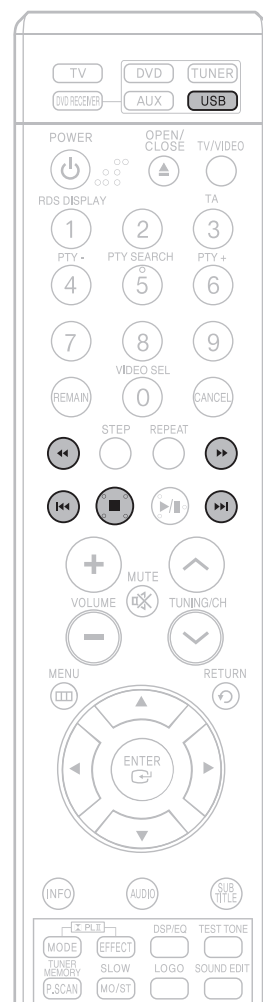 TV DVD TUNER
DVD RECEIVER AUX USB
POWER OPEN/CLOSE TV/VIDEO
RDS DISPLAY TA
1 2 3
PTY - PTY SEARCH PTY +
4 5 6
7 8 9
VIDEO SEL
REMAIN 0 CANCEL
STEP REPEAT
MUTE
VOLUME TUNING/CH
MENU RETURN
ENTER
INFO AUDIO SUB TITLE
PL II DSP/EQ TEST TONE
MODE EFFECT
TUNER MEMORY SLOW LOGO SOUND EDIT
P.SCAN MO/ST